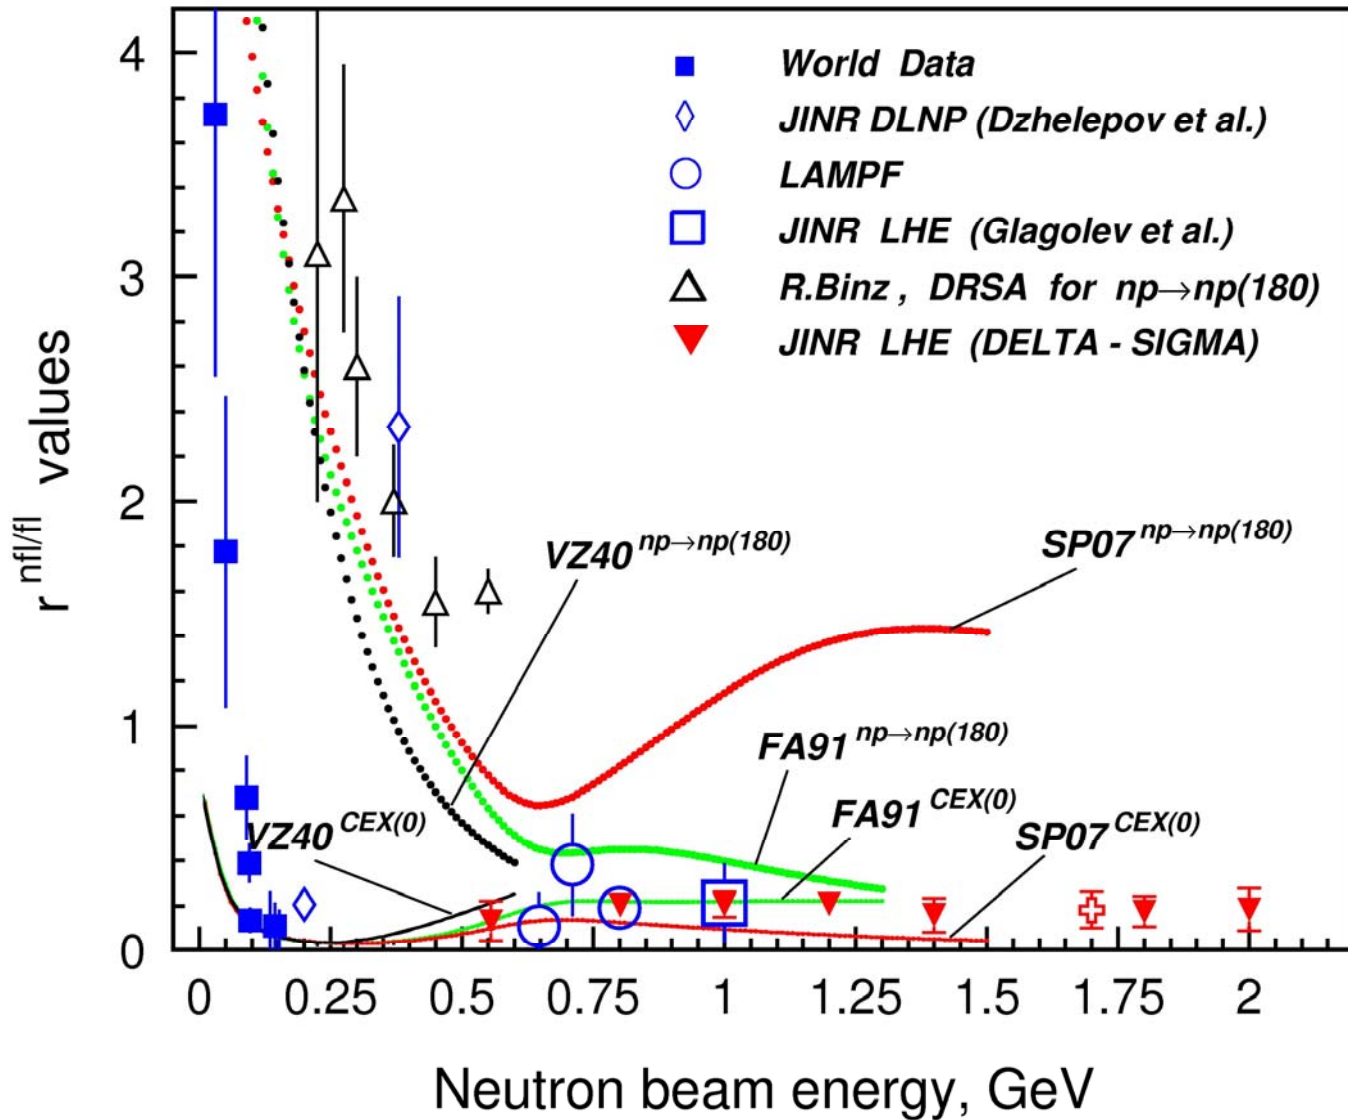 4
3
2
1
0
r^nfl/fl values
World Data
JINR DLNP (Dzhelepov et al.)
LAMPF
JINR LHE (Glagolev et al.)
R.Binz , DRSA for np→np(180)
JINR LHE (DELTA - SIGMA)
VZ40^np→np(180)
SP07^np→np(180)
FA91^np→np(180)
FA91^CEX(0)
VZ40^CEX(0)
SP07^CEX(0)
0 0.25 0.5 0.75 1 1.25 1.5 1.75 2
Neutron beam energy, GeV